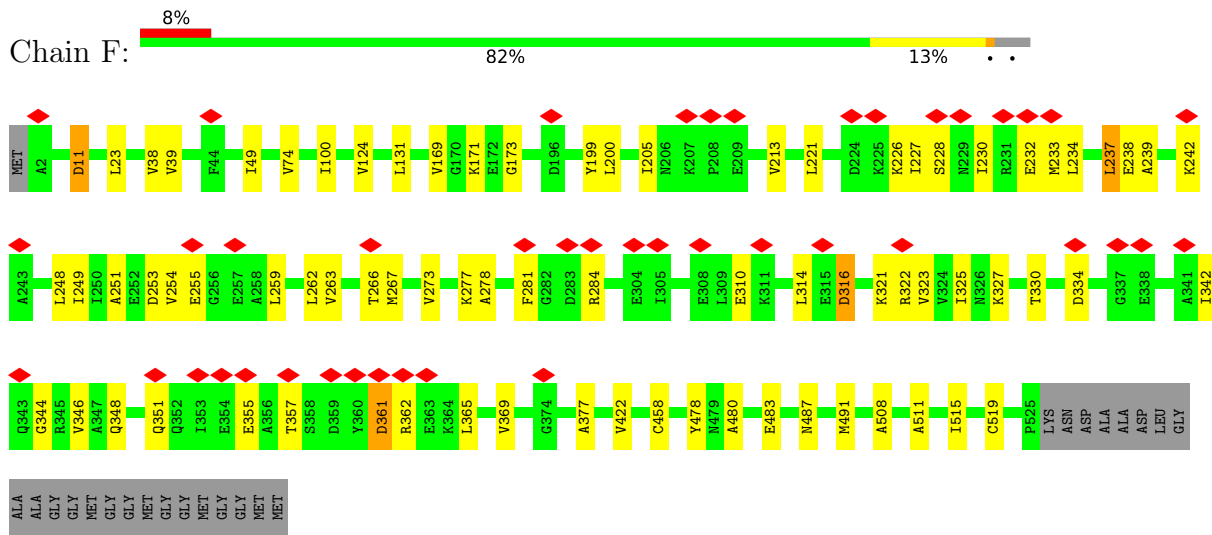 8%
Chain F:
82% 13% • •
MET A2 D11 L23 V38 V39 F44 I49 V74 I100 V124 L131 V169 G170 K171 E172 G173 D196 Y199 L200 I205 N206 K207 P208 E209 V213 L221 D224 K225 K226 I227 S228 N229 I230 R231 E232 M233 L234 L237 E238 A239 K242
A243 L248 I249 I250 A251 E252 D253 V254 E255 G256 E257 A258 L259 L262 V263 T266 M267 V273 K277 A278 F281 G282 D283 R284 E304 I305 E308 L309 E310 K311 L314 E315 D316 K321 R322 V323 V324 I325 N326 K327 T330 D334 G337 E338 A341 I342
Q343 G344 R345 V346 A347 Q348 Q351 Q352 I353 E354 E355 A356 T357 S358 D359 Y360 D361 R362 E363 K364 L365 V369 G374 A377 V422 C458 Y478 N479 A480 E483 N487 M491 A508 A511 I515 C519 P525 LYS ASN ASP ALA ALA ASP LEU GLY
ALA ALA GLY GLY MET GLY GLY MET GLY GLY MET GLY GLY MET MET